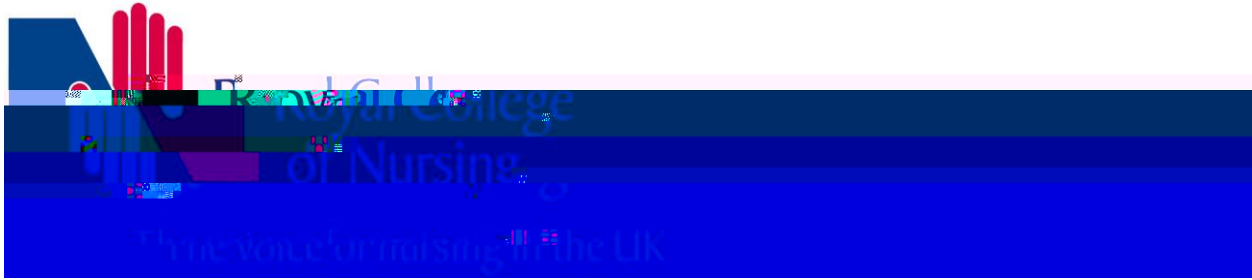 Royal College
of Nursing
The voice of nursing in the UK